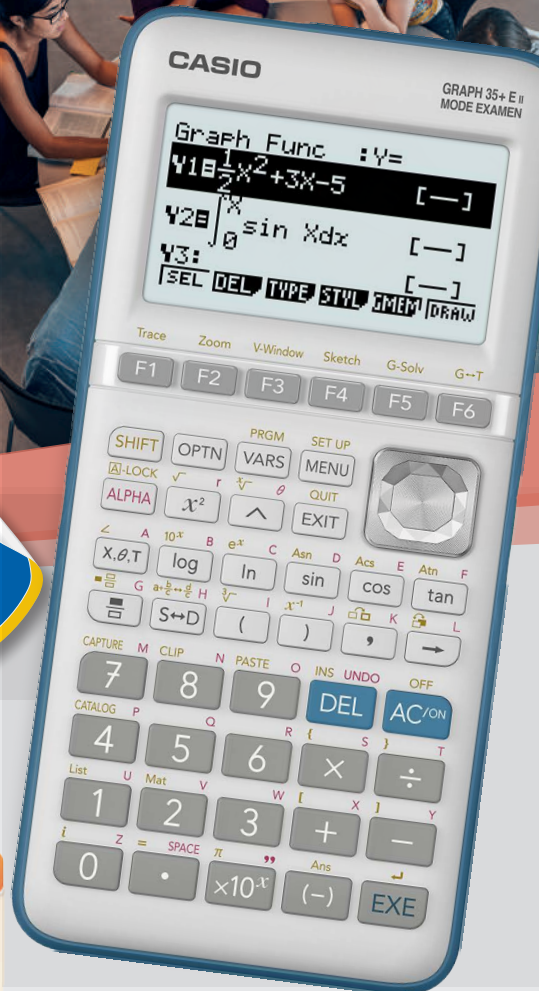 CASIO
GRAPH 35+ E II
MODE EXAMEN
Graph Func :Y=
Y1=1/2x²+3X-5 [—]
Y2=∫0^X sin Xdx [—]
Y3: [—]
SEL DEL TYPE STYL GMEM DRAW
Trace Zoom V-Window Sketch G-Solv G↔T
F1 F2 F3 F4 F5 F6
PRGM SET UP
SHIFT OPTN VARS MENU
A-LOCK √ r ∛ θ QUIT
ALPHA x² ^ EXIT
∠ A 10ˣ B eˣ C Asn D Acs E Atn F
X,θ,T log ln sin cos tan
G a+b/c↔d/c H ³√ I x⁻¹ J K L
S↔D ( ) , →
CAPTURE M CLIP N PASTE O INS UNDO OFF
7 8 9 DEL AC/ON
CATALOG P Q R { S } T
4 5 6 × ÷
List U Mat V W [ X ] Y
1 2 3 + −
i Z = SPACE π " Ans ↵
0 • ×10ˣ (−) EXE